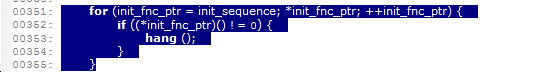 00351: for (init_fnc_ptr = init_sequence; *init_fnc_ptr; ++init_fnc_ptr) {
00352: if ((*init_fnc_ptr)() != 0) {
00353: hang ();
00354: }
00355: }